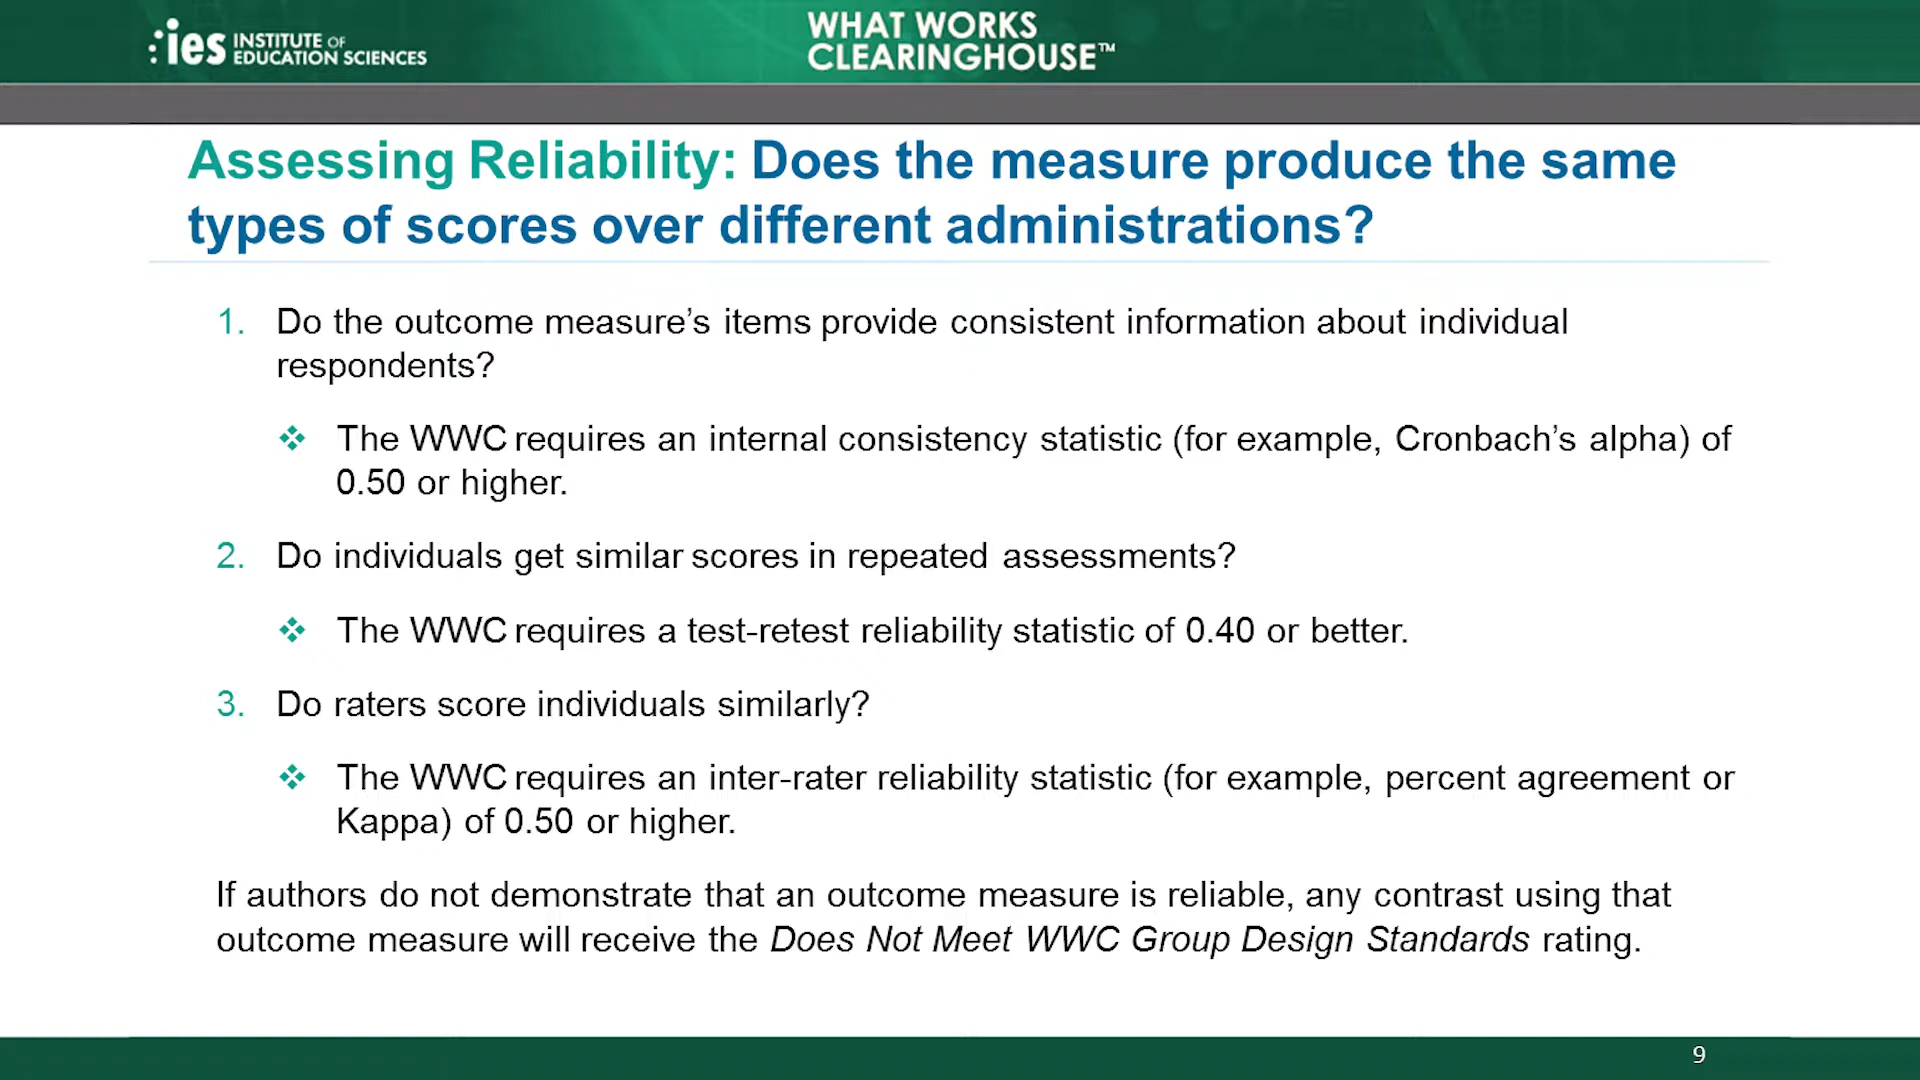 ies INSTITUTE OF
EDUCATION SCIENCES
WHAT WORKS
CLEARINGHOUSE™
Assessing Reliability: Does the measure produce the same
types of scores over different administrations?
1. Do the outcome measure’s items provide consistent information about individual
respondents?
❖ The WWC requires an internal consistency statistic (for example, Cronbach’s alpha) of
0.50 or higher.
2. Do individuals get similar scores in repeated assessments?
❖ The WWC requires a test-retest reliability statistic of 0.40 or better.
3. Do raters score individuals similarly?
❖ The WWC requires an inter-rater reliability statistic (for example, percent agreement or
Kappa) of 0.50 or higher.
If authors do not demonstrate that an outcome measure is reliable, any contrast using that
outcome measure will receive the Does Not Meet WWC Group Design Standards rating.
9